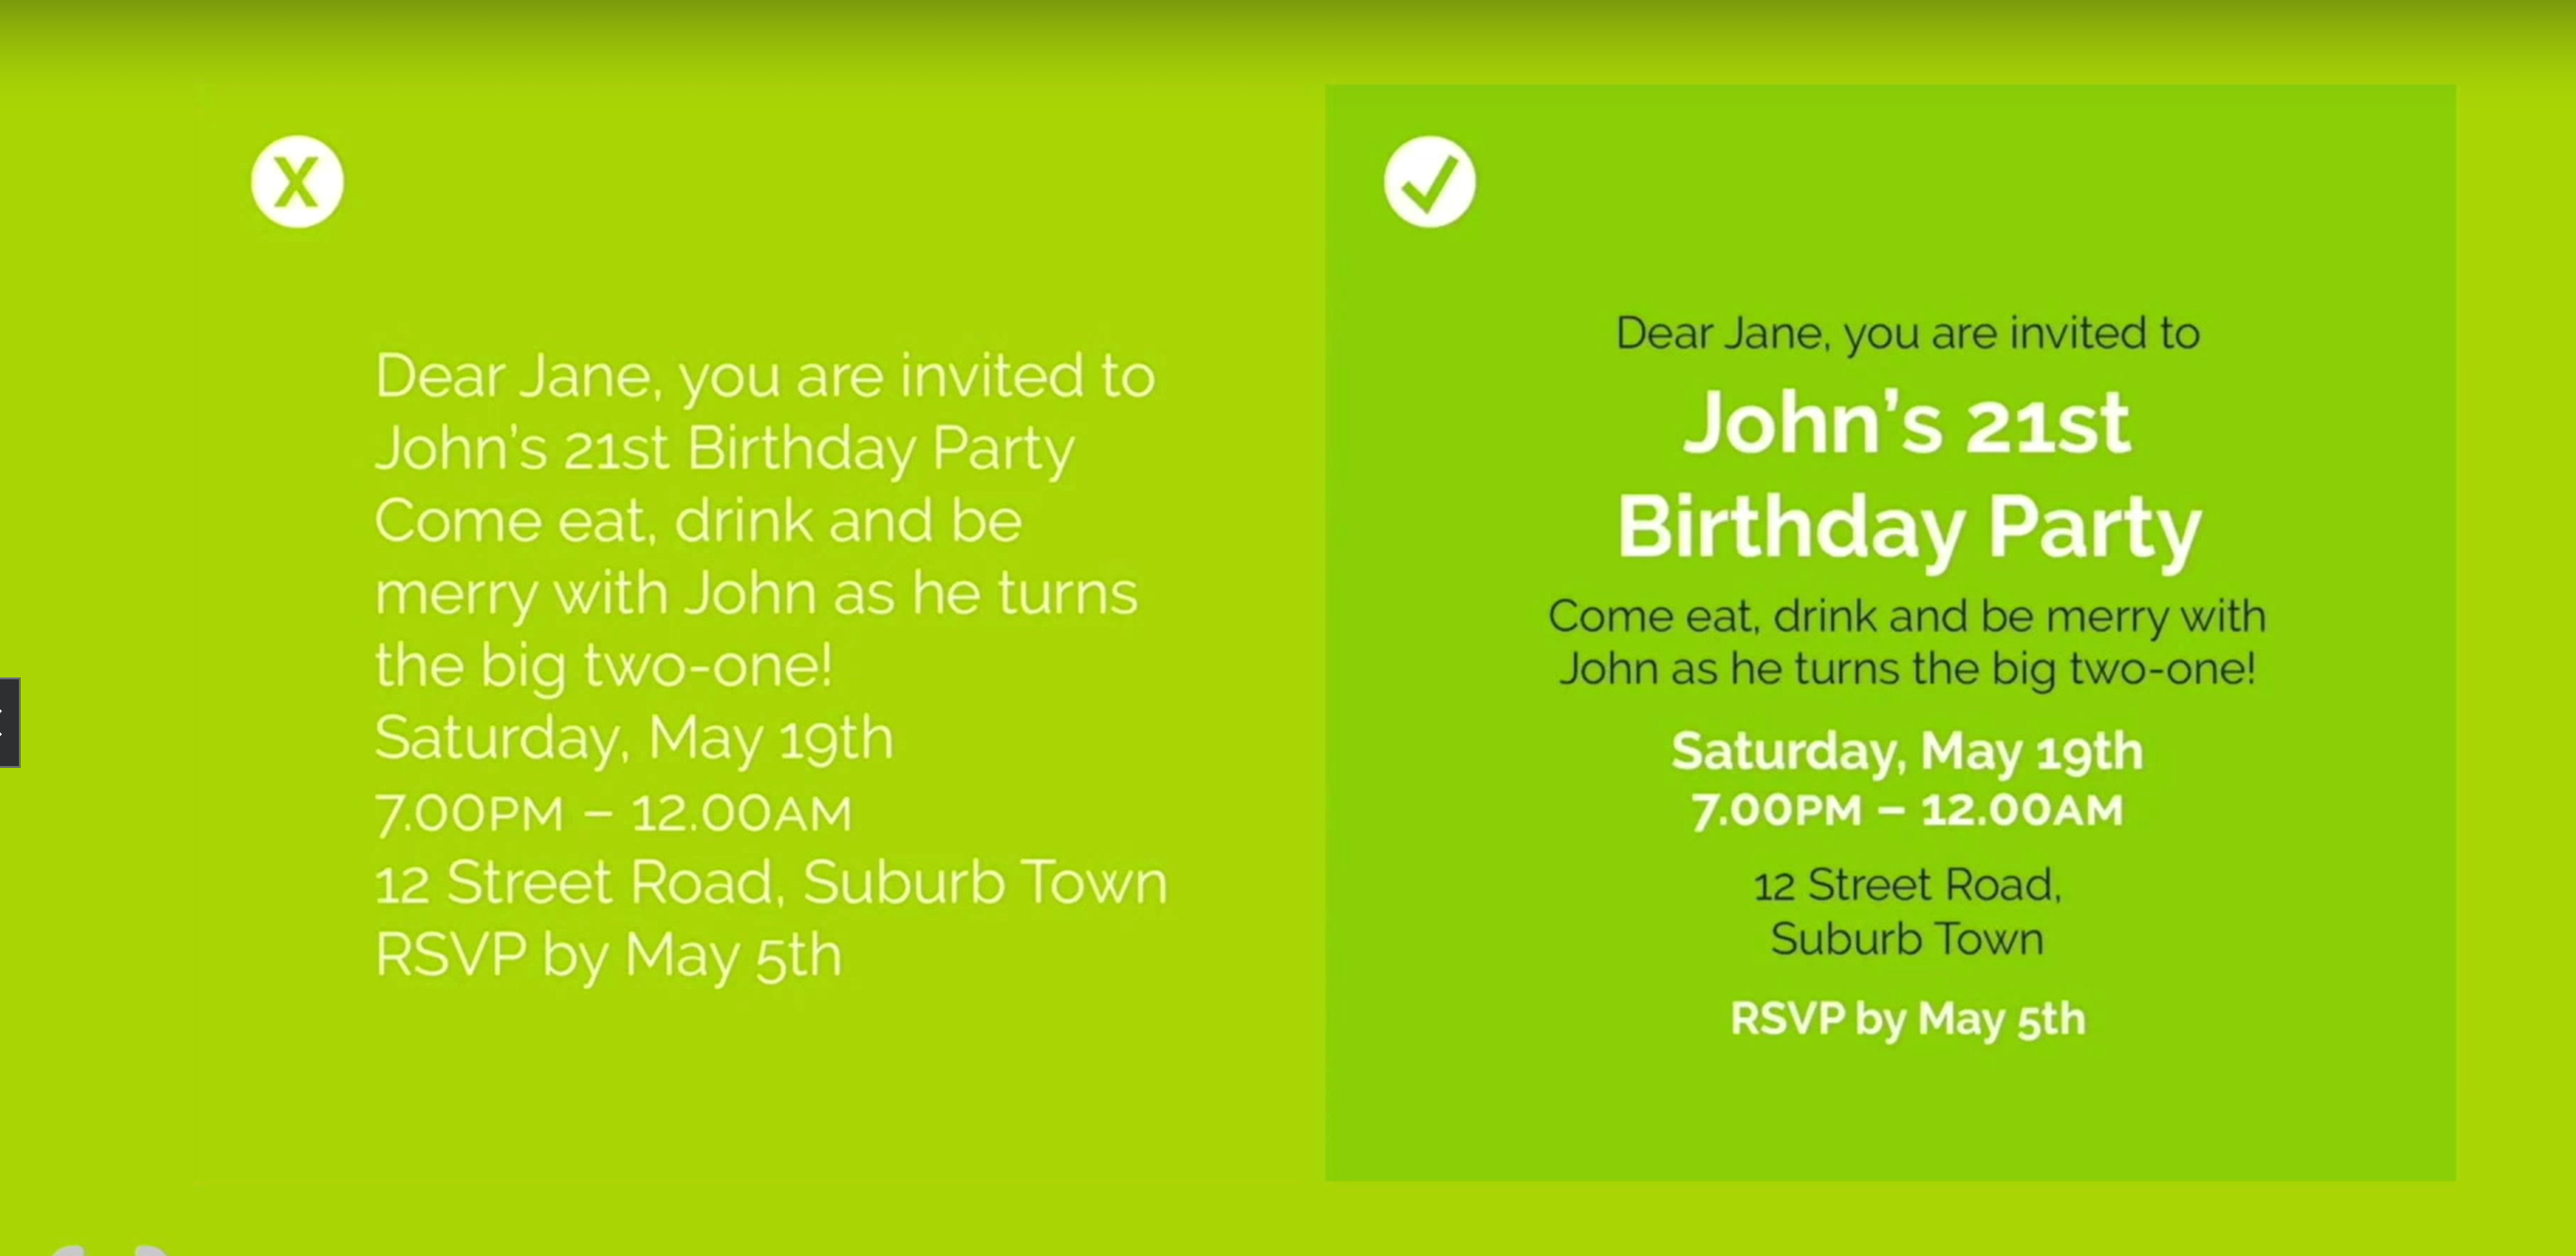 X
Dear Jane, you are invited to
John's 21st Birthday Party
Come eat, drink and be
merry with John as he turns
the big two-one!
Saturday, May 19th
7.00PM – 12.00AM
12 Street Road, Suburb Town
RSVP by May 5th
Dear Jane, you are invited to
John's 21st
Birthday Party
Come eat, drink and be merry with
John as he turns the big two-one!
Saturday, May 19th
7.00PM – 12.00AM
12 Street Road,
Suburb Town
RSVP by May 5th